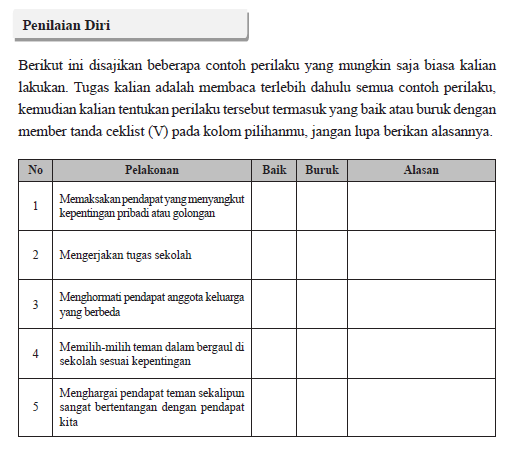 Penilaian Diri
Berikut ini disajikan beberapa contoh perilaku yang mungkin saja biasa kalian
lakukan. Tugas kalian adalah membaca terlebih dahulu semua contoh perilaku,
kemudian kalian tentukan perilaku tersebut termasuk yang baik atau buruk dengan
member tanda ceklist (V) pada kolom pilihanmu, jangan lupa berikan alasannya.
No Pelakonan Baik Buruk Alasan
1 Memaksakan pendapat yang menyangkut
kepentingan pribadi atau golongan
2 Mengerjakan tugas sekolah
3 Menghormati pendapat anggota keluarga
yang berbeda
4 Memilih-milih teman dalam bergaul di
sekolah sesuai kepentingan
5 Menghargai pendapat teman sekalipun
sangat bertentangan dengan pendapat
kita